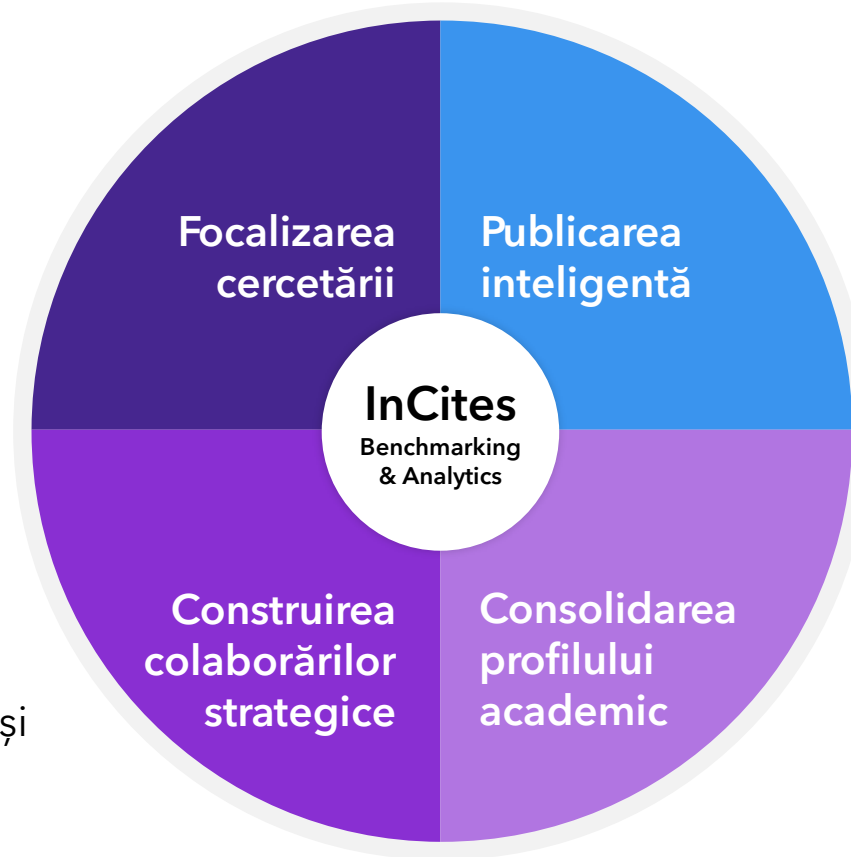 Focalizarea
cercetării
Publicarea
inteligentă
InCites
Benchmarking
& Analytics
Construirea
colaborărilor
strategice
Consolidarea
profilului
academic
și